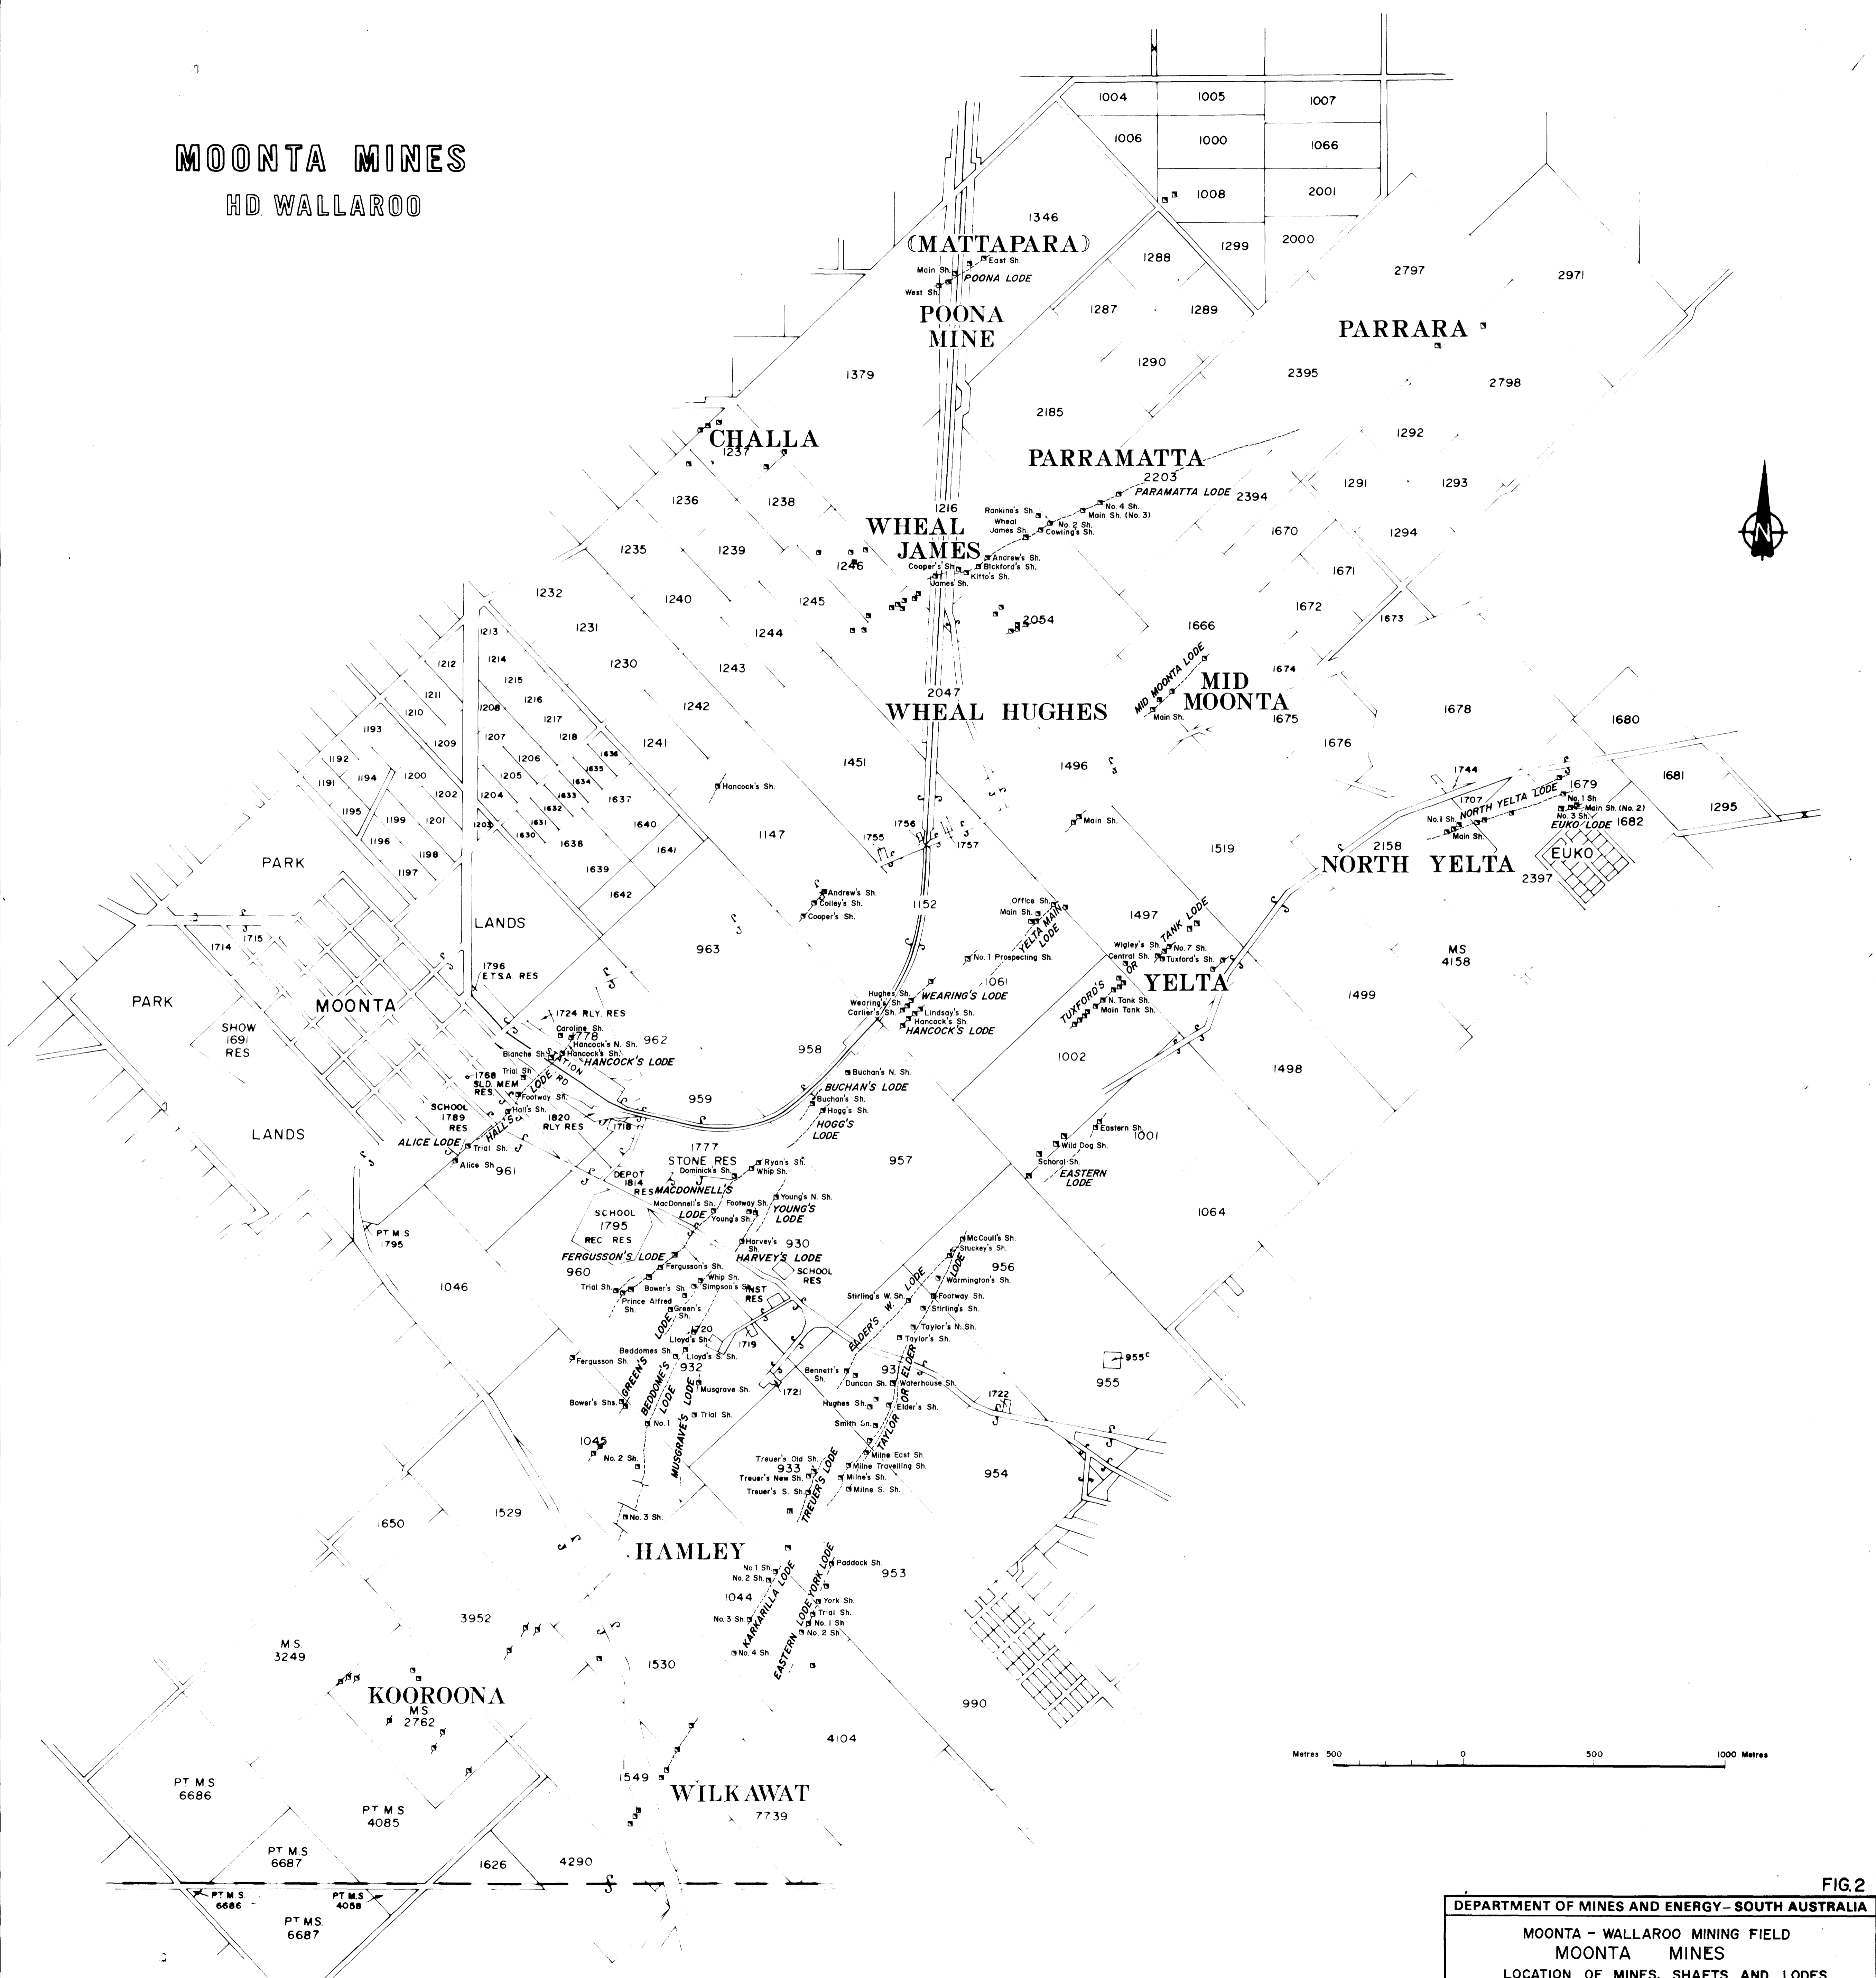 MOONTA MINES
HD. WALLAROO
1004
1005
1007
1006
1000
1066
1008
2001
1346
(MATTAPARA)
1299
2000
1288
East Sh.
Main Sh.
POONA LODE
West Sh.
2797
2971
POONA
MINE
1287
1289
PARRARA
1290
1379
2395
2798
2185
CHALLA
1237
1292
PARRAMATTA
2203
PARAMATTA LODE
2394
1291
1293
1236
1238
1216
Rankine's Sh.
No. 4 Sh.
Main Sh. (No. 3)
WHEAL
JAMES
Wheal
James Sh.
No. 2 Sh.
Cowling's Sh.
1670
1294
1235
1239
1246
Andrew's Sh.
Cooper's Sh.
Bickford's Sh.
Kitto's Sh.
James' Sh.
1671
1232
1240
1245
1672
1673
1213
1231
1244
2054
1666
1212
1214
1230
1243
1674
1215
1211
1216
MID MOONTA LODE
MID
MOONTA
2047
1210
1208
1217
1242
WHEAL HUGHES
Main Sh.
1675
1678
1680
1193
1209
1207
1218
1241
1676
1192
1206
1636
1451
1496
1191
1194
1200
1205
1635
1634
Hancock's Sh.
1744
1679
1681
1202
1204
1633
1637
1707
NORTH YELTA LODE
No. 1 Sh
1295
1195
1199
1201
1203
1632
1631
1640
Main Sh. (No. 2)
No. 3 Sh.
1196
1630
1638
1641
1147
1756
1755
1757
Main Sh.
No. 1 Sh.
Main Sh.
EUKO LODE
1682
1198
PARK
1639
1519
2158
EUKO
1197
1642
NORTH YELTA
2397
Andrew's Sh.
Colley's Sh.
Cooper's Sh.
1152
Office Sh.
Main Sh.
1497
TANK LODE
LANDS
YELTA MAIN
LODE
1714
1715
963
Wigley's Sh.
No. 7 Sh.
Central Sh.
Tuxford's Sh.
M.S.
4158
1796
E.T.S.A. RES
No. 1 Prospecting Sh.
OR
YELTA
1061
1499
PARK
MOONTA
Hughes Sh.
WEARING'S LODE
Wearing's Sh.
Carlier's Sh.
Lindsay's Sh.
Hancock's Sh.
HANCOCK'S LODE
TUXFORD'S
N. Tank Sh.
Main Tank Sh.
SHOW
1691
RES
1724 RLY. RES
Caroline Sh.
1778
962
Hancock's N. Sh.
Blanche Sh.
Hancock's Sh.
HANCOCK'S LODE
STATION
RD
958
1002
1498
1768
SLD. MEM
RES.
Trial Sh.
LODE
Footway Sh.
Buchan's N. Sh.
BUCHAN'S LODE
Buchan's Sh.
Hogg's Sh.
HOGG'S
LODE
959
SCHOOL
1789
RES
Hall's Sh.
1820
RLY RES
1718
LANDS
ALICE LODE
HALL'S
Trial Sh.
Alice Sh.
961
1777
STONE RES
957
Eastern Sh.
1001
Wild Dog Sh.
Schoral Sh.
EASTERN
LODE
Ryan's Sh.
Whip Sh.
Dominick's Sh.
DEPOT
1814
RES
MACDONNELL'S
LODE
MacDonnell's Sh.
Footway Sh.
Young's N. Sh.
YOUNG'S
LODE
Young's Sh.
1064
SCHOOL
1795
REC RES
PT M.S
1795
Harvey's
Sh.
930
HARVEY'S LODE
McCoull's Sh.
Stuckey's Sh.
FERGUSSON'S LODE
960
Fergusson's Sh.
SCHOOL
RES
956
Warmington's Sh.
1046
Trial Sh.
Bower's Sh.
Whip Sh.
Simpson's Sh.
INST
RES
Stirling's W. Sh.
LODE
LODE
Footway Sh.
Stirling's Sh.
Prince Alfred
Sh.
Green's
Sh.
1720
Lloyd's Sh.
1719
ELDER'S W.
Taylor's N. Sh.
Taylor's Sh.
Beddomes Sh.
Lloyd's S. Sh.
932
Fergusson Sh.
GREEN'S
LODE
BEDDOME'S
LODE
MUSGRAVE'S LODE
Musgrave Sh.
1721
Bennett's
Sh.
931
955c
955
Duncan Sh.
Waterhouse Sh.
Bower's Shs.
No. 1
Trial Sh.
Hughes Sh.
Elder's Sh.
1722
TAYLOR OR ELDER
1045
No. 2 Sh.
Milne East Sh.
Treuer's Old Sh.
933
Milne Travelling Sh.
Treuer's New Sh.
Milne's Sh.
Treuer's S. Sh.
Milne S. Sh.
TREUER'S LODE
954
1650
1529
No. 3 Sh.
HAMLEY
No. 1 Sh.
No. 2 Sh.
Paddock Sh.
953
1044
KARKARILLA LODE
YORK LODE
York Sh.
Trial Sh.
No. 1 Sh
No. 2 Sh.
No. 3 Sh.
No. 4 Sh.
EASTERN LODE
3952
M S
3249
1530
KOOROONA
M S
2762
990
4104
Metres 500
0
500
1000 Metres
1549
WILKAWAT
7739
PT M S
6686
PT M S
4085
PT M.S
6687
1626
4290
PT M.S.
6686
PT M.S
4058
PT M.S.
6687
FIG. 2
DEPARTMENT OF MINES AND ENERGY – SOUTH AUSTRALIA
MOONTA – WALLAROO MINING FIELD
MOONTA MINES
LOCATION OF MINES, SHAFTS AND LODES
N